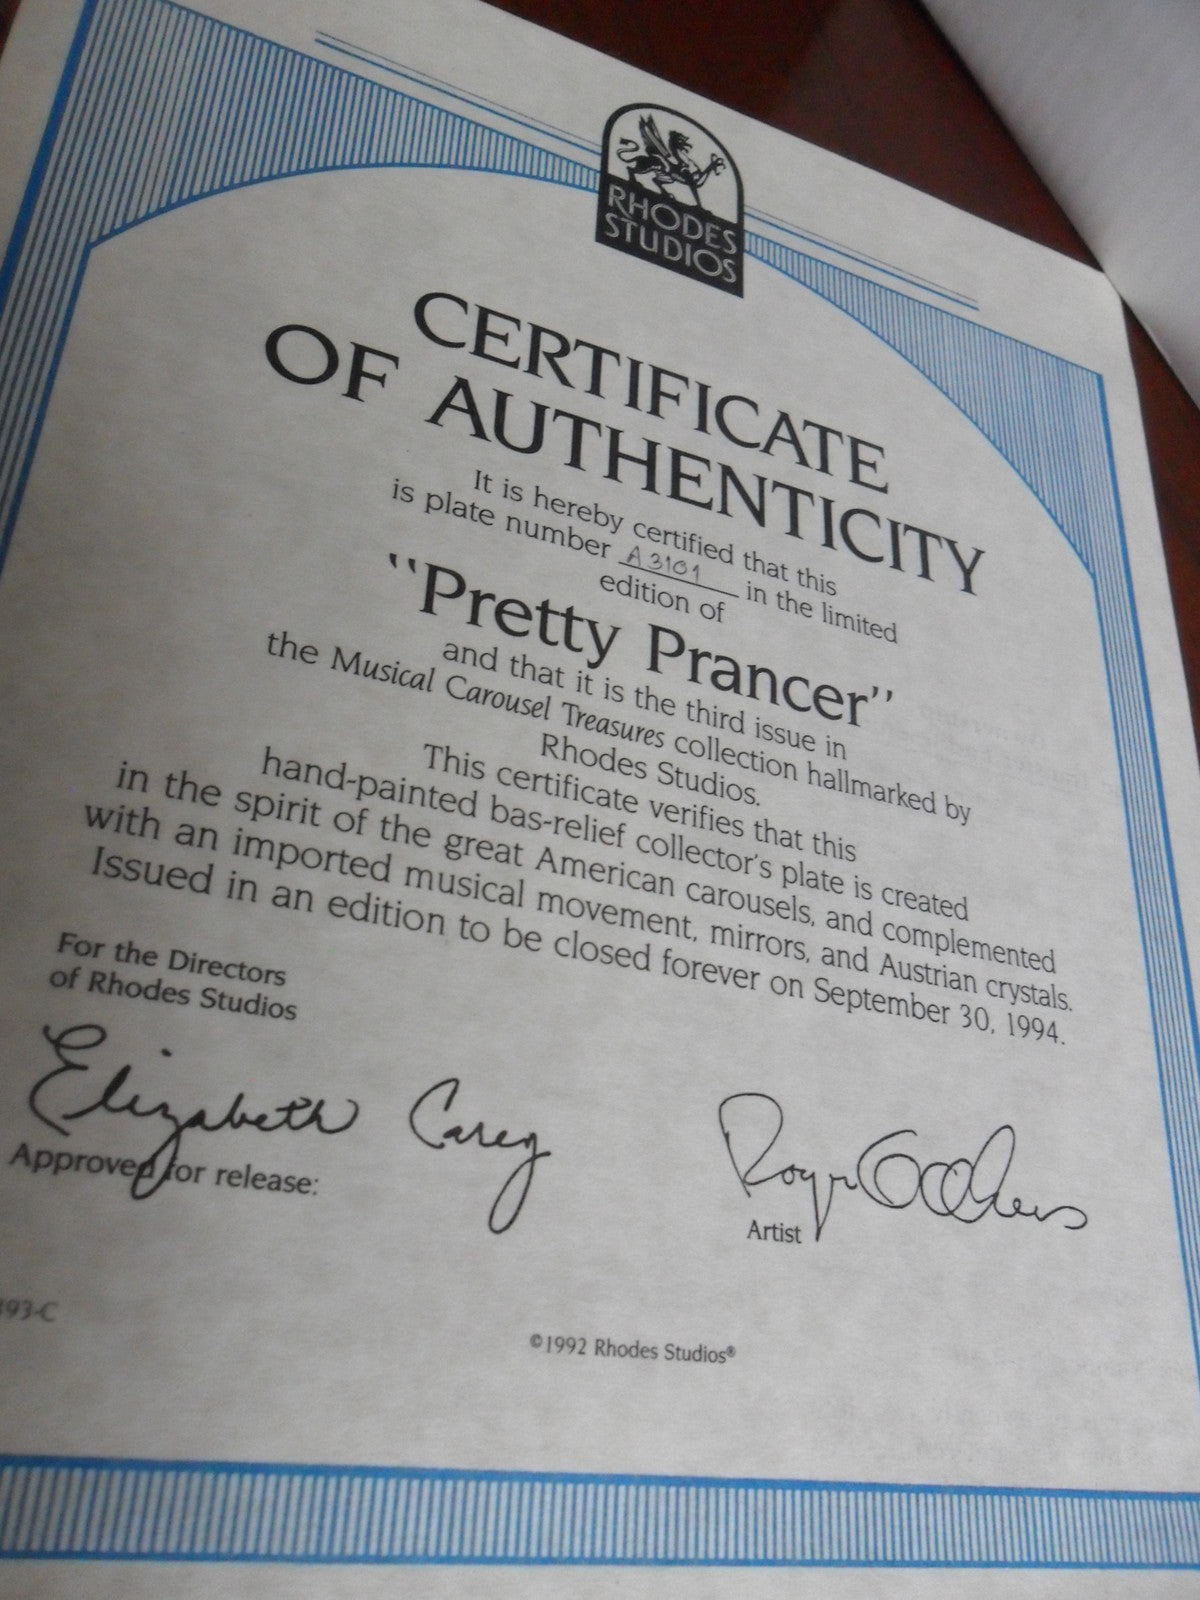 RHODES
STUDIOS
CERTIFICATE
OF AUTHENTICITY
It is hereby certified that this
is plate number A3101 in the limited
edition of
"Pretty Prancer"
and that it is the third issue in
the Musical Carousel Treasures collection hallmarked by
Rhodes Studios.
This certificate verifies that this
hand-painted bas-relief collector's plate is created
in the spirit of the great American carousels, and complemented
with an imported musical movement, mirrors, and Austrian crystals.
Issued in an edition to be closed forever on September 30, 1994.
For the Directors
of Rhodes Studios
Elizabeth Carey
Approved for release:
Roger
Artist
93-C
©1992 Rhodes Studios®